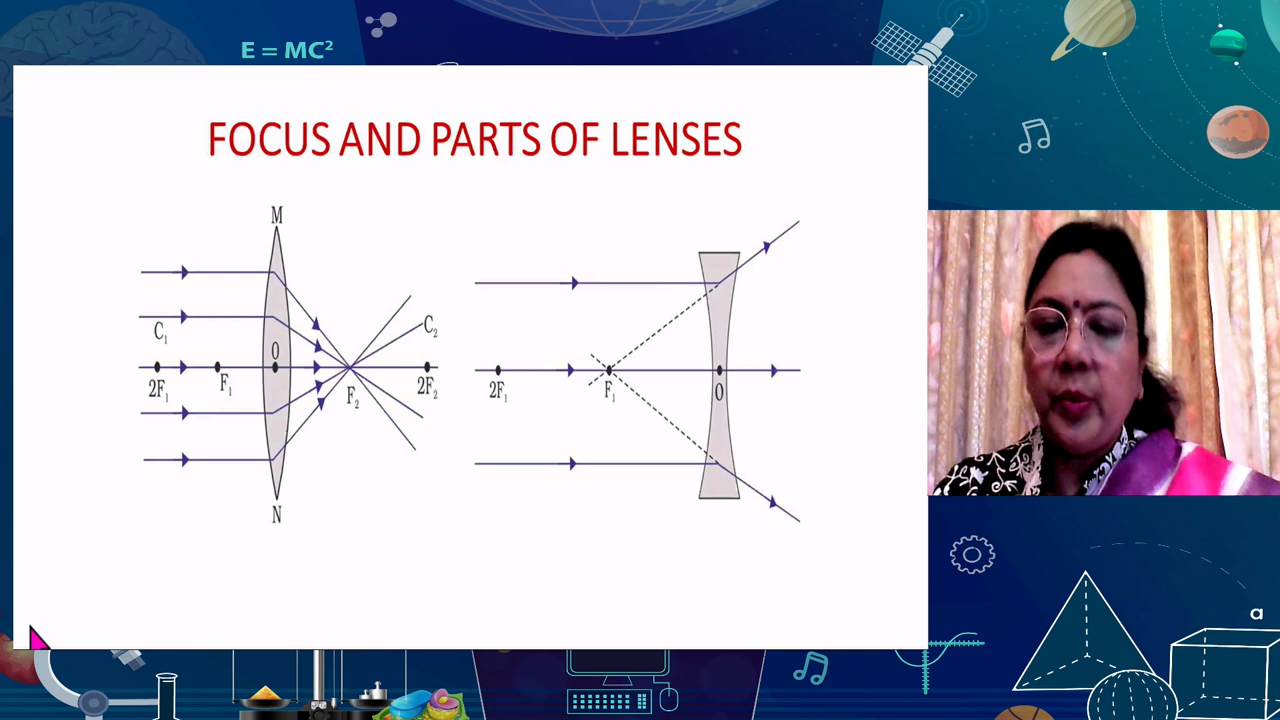 E = MC²
FOCUS AND PARTS OF LENSES
M
C₁
O
C₂
2F₁
F₁
F₂
2F₂
N
2F₁
F₁
O
a